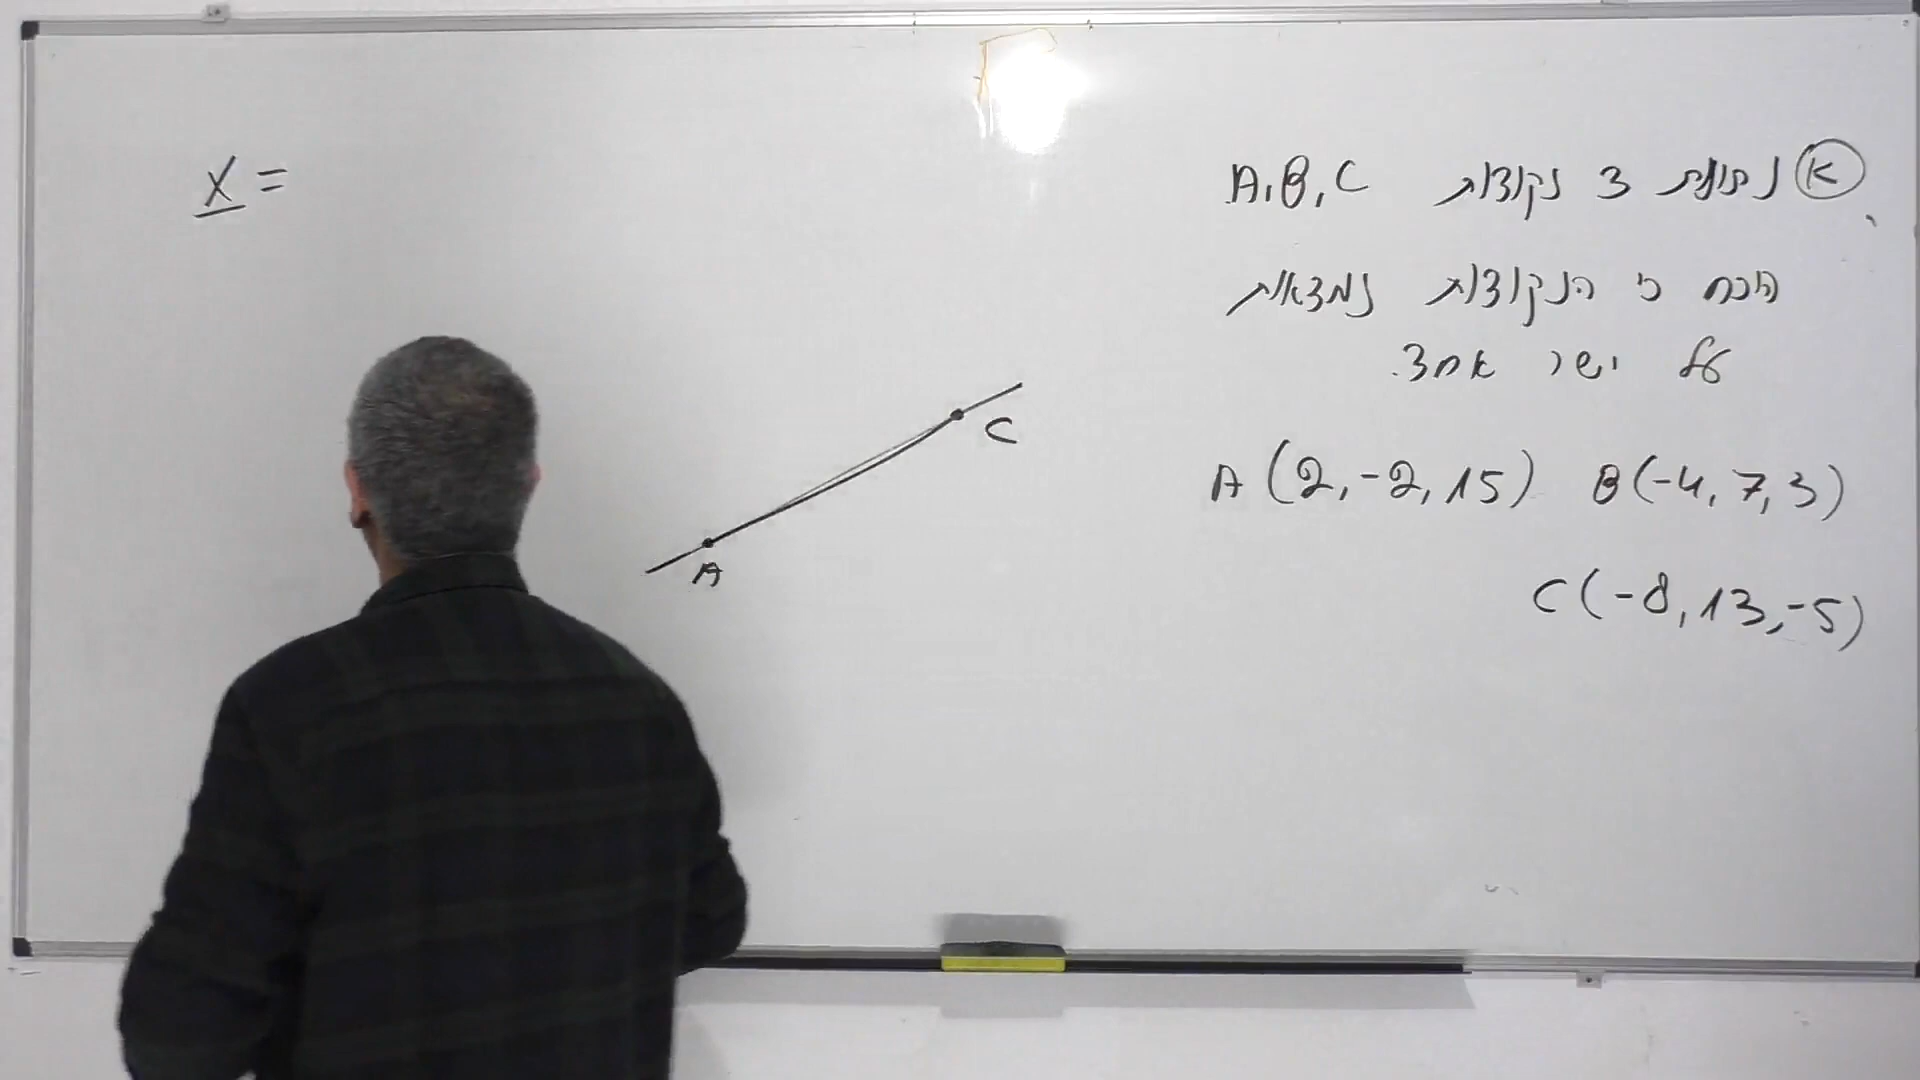 א נתונות 3 נקודות A,B,C
הוכח כי הנקודות נמצאות
על ישר אחד.
A(2,-2,15) B(-4,7,3)
C(-8,13,-5)
x =
C
A